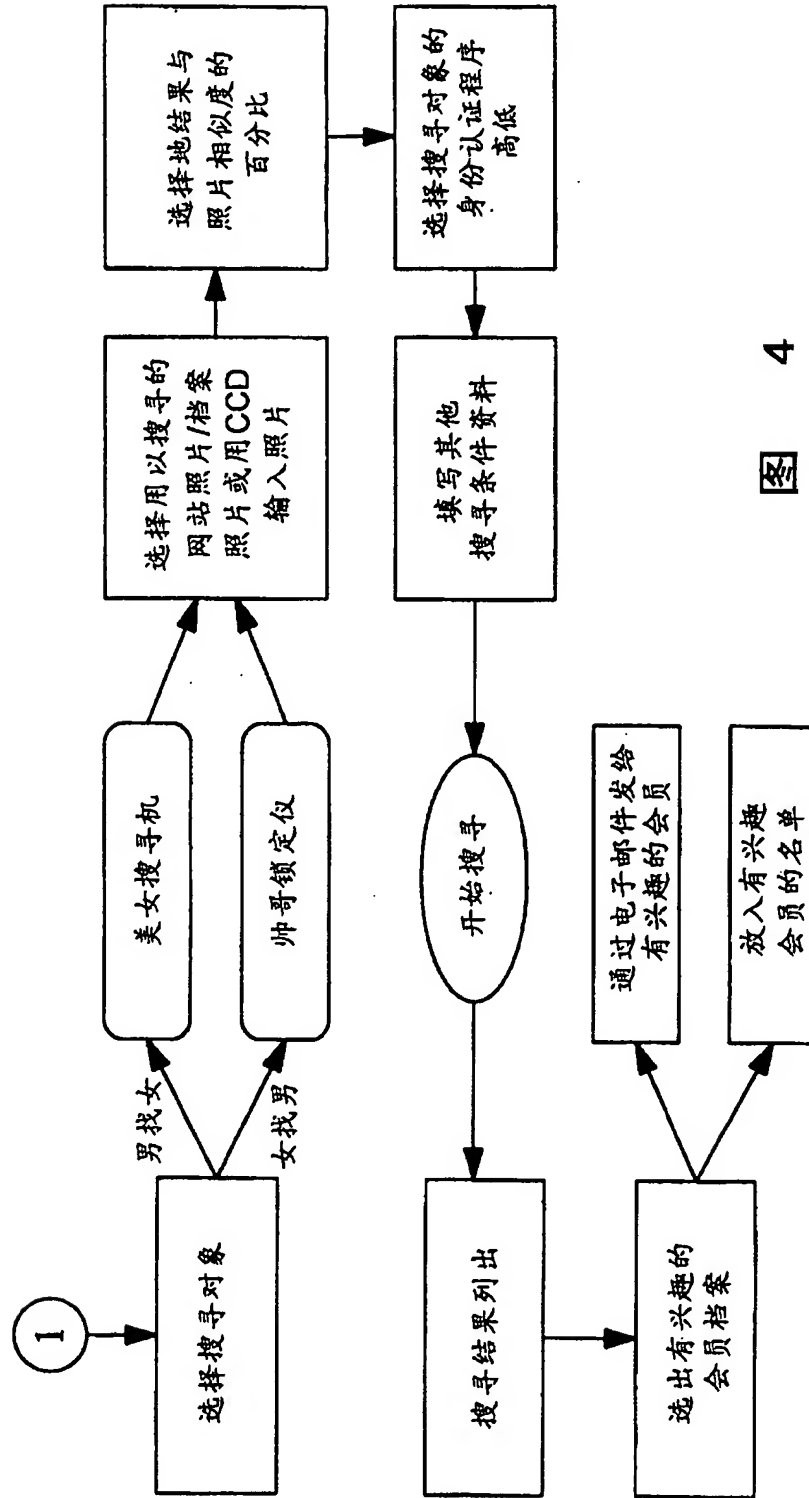 1
选择搜寻对象
男找女
女找男
美女搜寻机
帅哥锁定仪
选择用以搜寻的
网站照片/档案
照片或用CCD
输入照片
选择地结果与
照片相似度的
百分比
选择搜寻对象的
身份认证程序
高低
填写其他
搜寻条件资料
开始搜寻
搜寻结果列出
选出有兴趣的
会员档案
通过电子邮件发给
有兴趣的会员
放入有兴趣
会员的名单
图 4